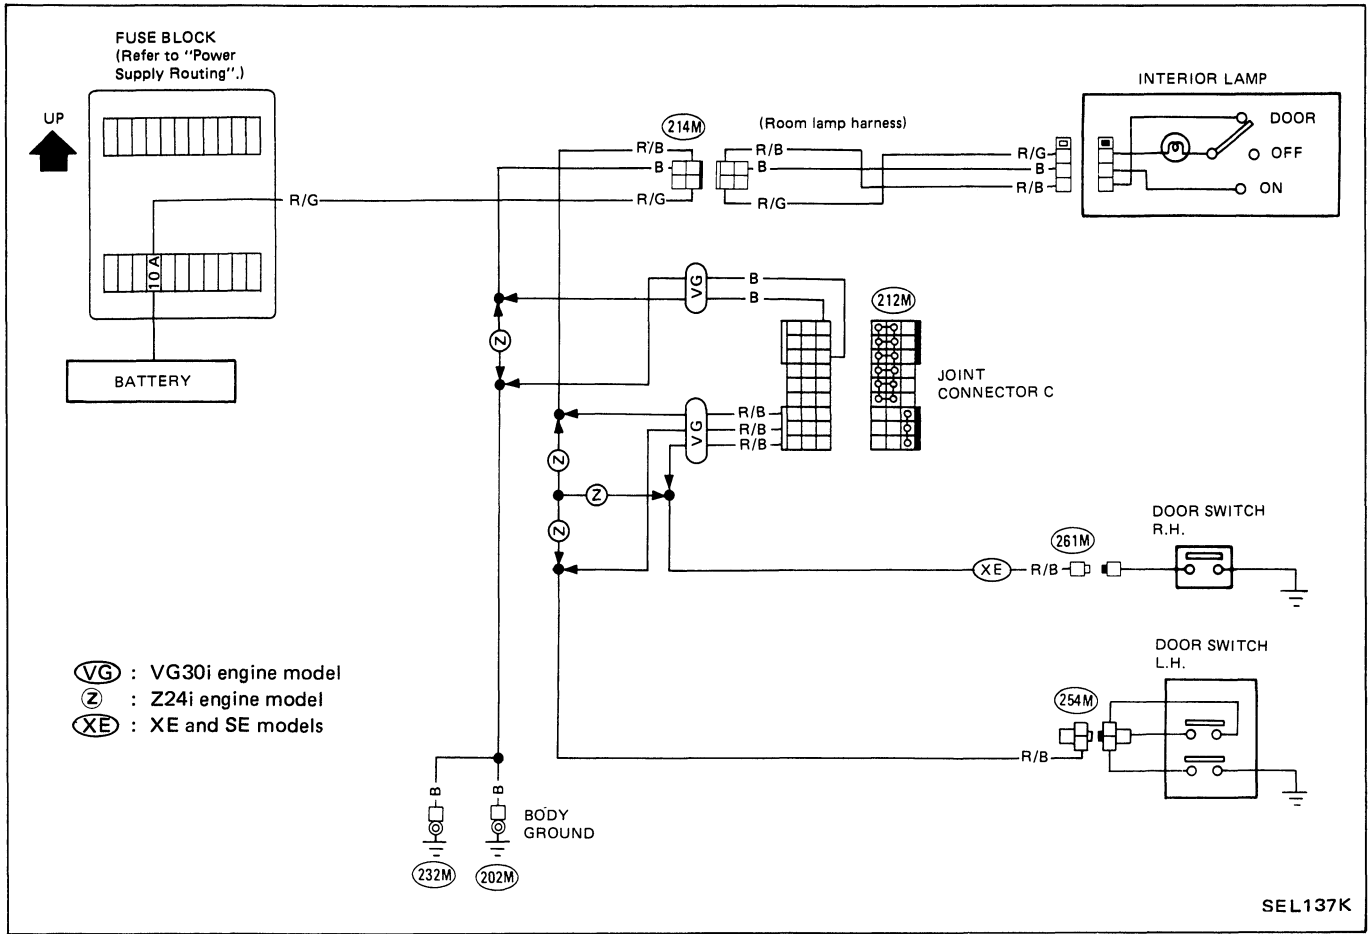 FUSE BLOCK
(Refer to "Power
Supply Routing".)
UP
10A
BATTERY
R/G
214M
(Room lamp harness)
R/B
B
R/G
R/B
B
R/G
R/G
B
R/B
INTERIOR LAMP
DOOR
OFF
ON
VG
B
B
212M
JOINT
CONNECTOR C
Z
VG
R/B
R/B
R/B
Z
Z
Z
XE
R/B
261M
DOOR SWITCH
R.H.
DOOR SWITCH
L.H.
254M
R/B
VG : VG30i engine model
Z : Z24i engine model
XE : XE and SE models
B
B
BODY
GROUND
232M
202M
SEL137K